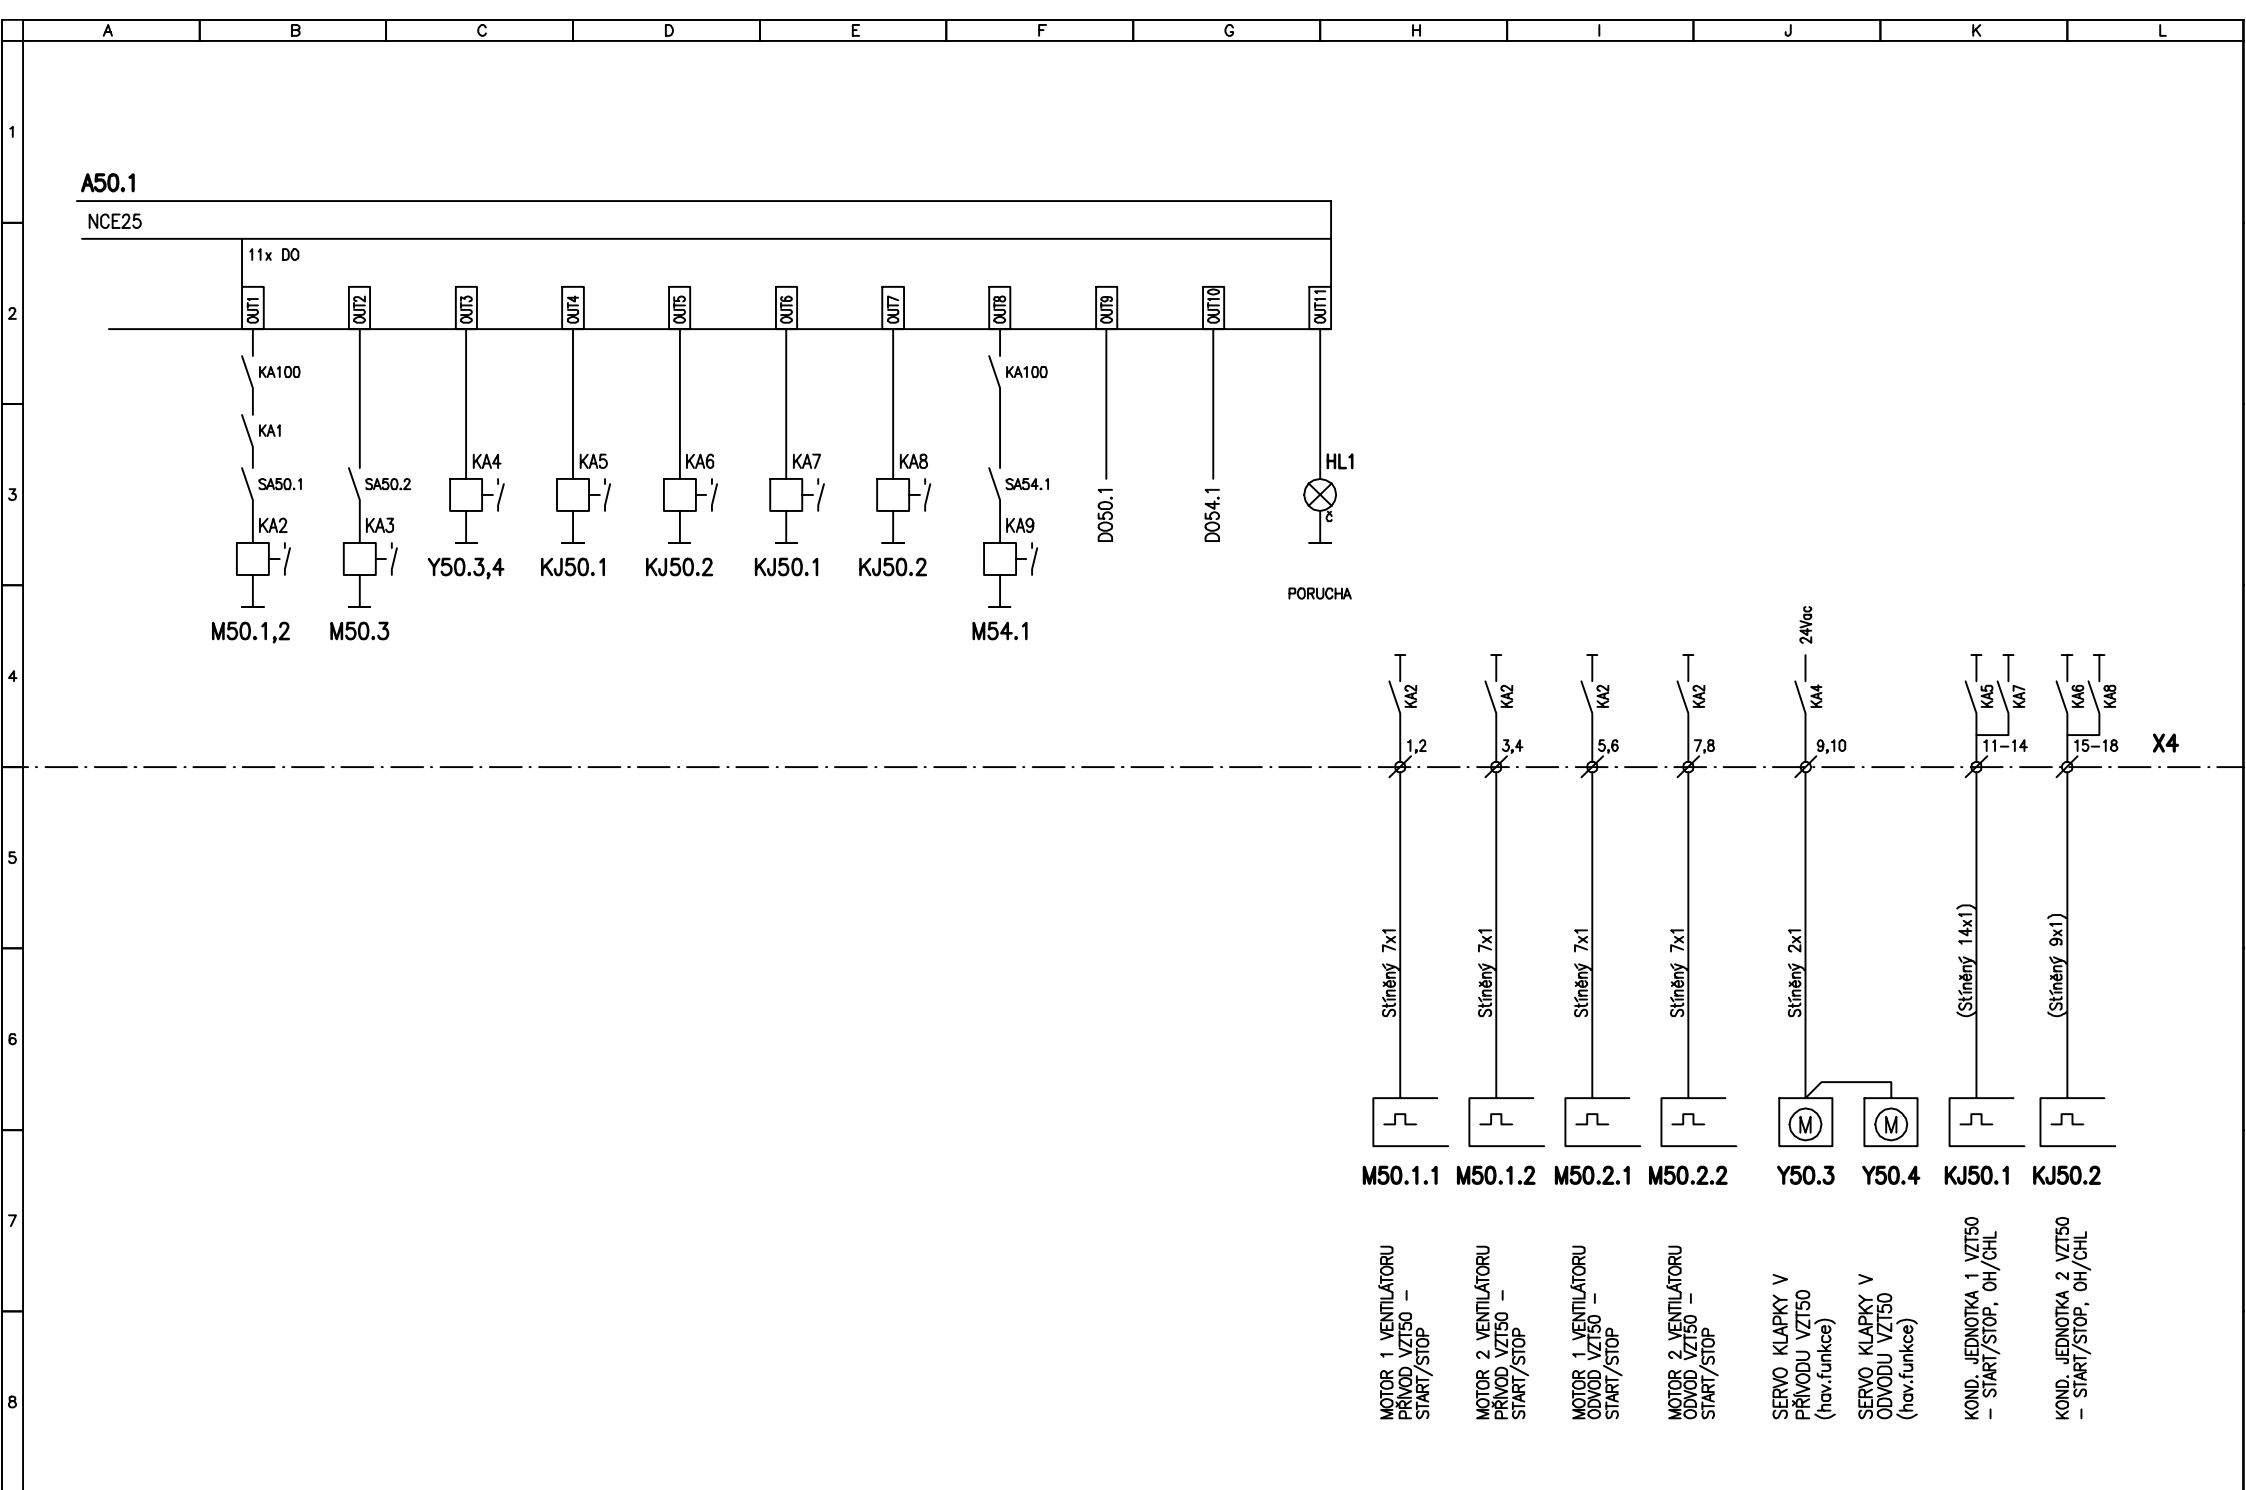 A B C D E F G H I J K L
1
A50.1
NCE25
11x DO
2
OUT1 OUT2 OUT3 OUT4 OUT5 OUT6 OUT7 OUT8 OUT9 OUT10 OUT11
KA100 KA100
KA1
KA4 KA5 KA6 KA7 KA8 HL1
3
SA50.1 SA50.2 SA54.1 DO50.1 DO54.1
č
KA2 KA3 KA9
Y50.3,4 KJ50.1 KJ50.2 KJ50.1 KJ50.2
PORUCHA
M50.1,2 M50.3 M54.1
24Vac
4
KA2 KA2 KA2 KA2 KA4 KA5 KA7 KA6 KA8
1,2 3,4 5,6 7,8 9,10 11-14 15-18 X4
5
Stíněný 7x1
Stíněný 7x1
Stíněný 7x1
Stíněný 7x1
Stíněný 2x1
(Stíněný 14x1)
(Stíněný 9x1)
6
M M
M50.1.1 M50.1.2 M50.2.1 M50.2.2 Y50.3 Y50.4 KJ50.1 KJ50.2
7
MOTOR 1 VENTILÁTORU
PŘÍVOD VZT50 –
START/STOP
MOTOR 2 VENTILÁTORU
PŘÍVOD VZT50 –
START/STOP
MOTOR 1 VENTILÁTORU
ODVOD VZT50 –
START/STOP
MOTOR 2 VENTILÁTORU
ODVOD VZT50 –
START/STOP
SERVO KLAPKY V
PŘÍVODU VZT50
(hav.funkce)
SERVO KLAPKY V
ODVODU VZT50
(hav.funkce)
KOND. JEDNOTKA 1 VZT50
– START/STOP, OH/CHL
KOND. JEDNOTKA 2 VZT50
– START/STOP, OH/CHL
8